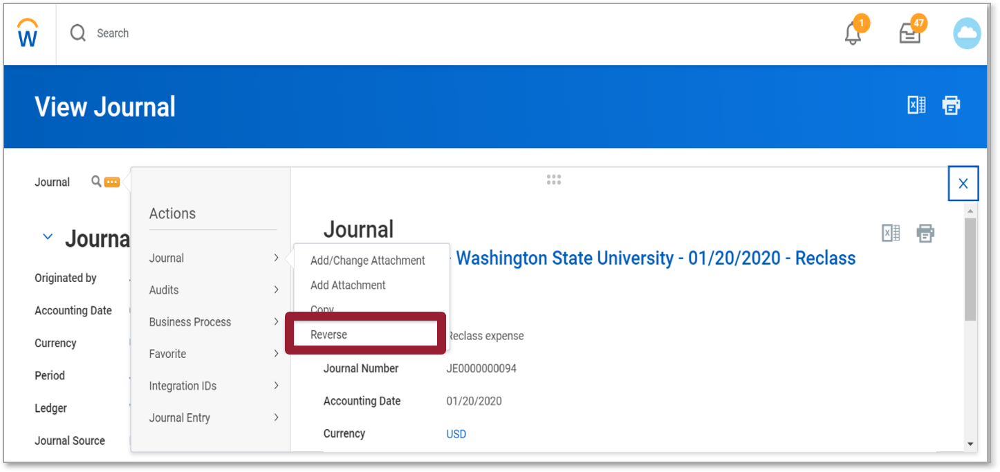 W
Search
1
47
View Journal
Journal
Journa
Originated by
Accounting Date
Currency
Period
Ledger
Journal Source
Actions
Journal
Audits
Business Process
Favorite
Integration IDs
Journal Entry
Add/Change Attachment
Add Attachment
Copy
Reverse
X
Journal
- Washington State University - 01/20/2020 - Reclass
Reclass expense
Journal Number JE0000000094
Accounting Date 01/20/2020
Currency USD